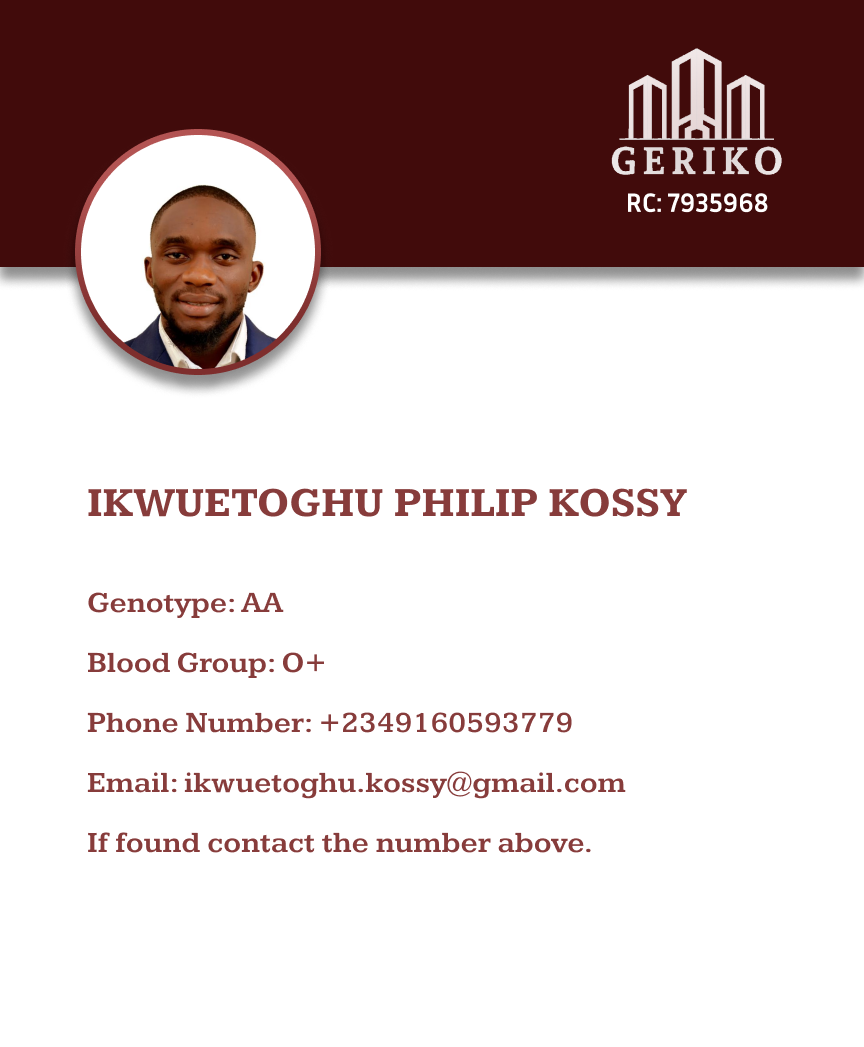 GERIKO
RC: 7935968
IKWUETOGHU PHILIP KOSSY
Genotype: AA
Blood Group: O+
Phone Number: +2349160593779
Email: ikwuetoghu.kossy@gmail.com
If found contact the number above.